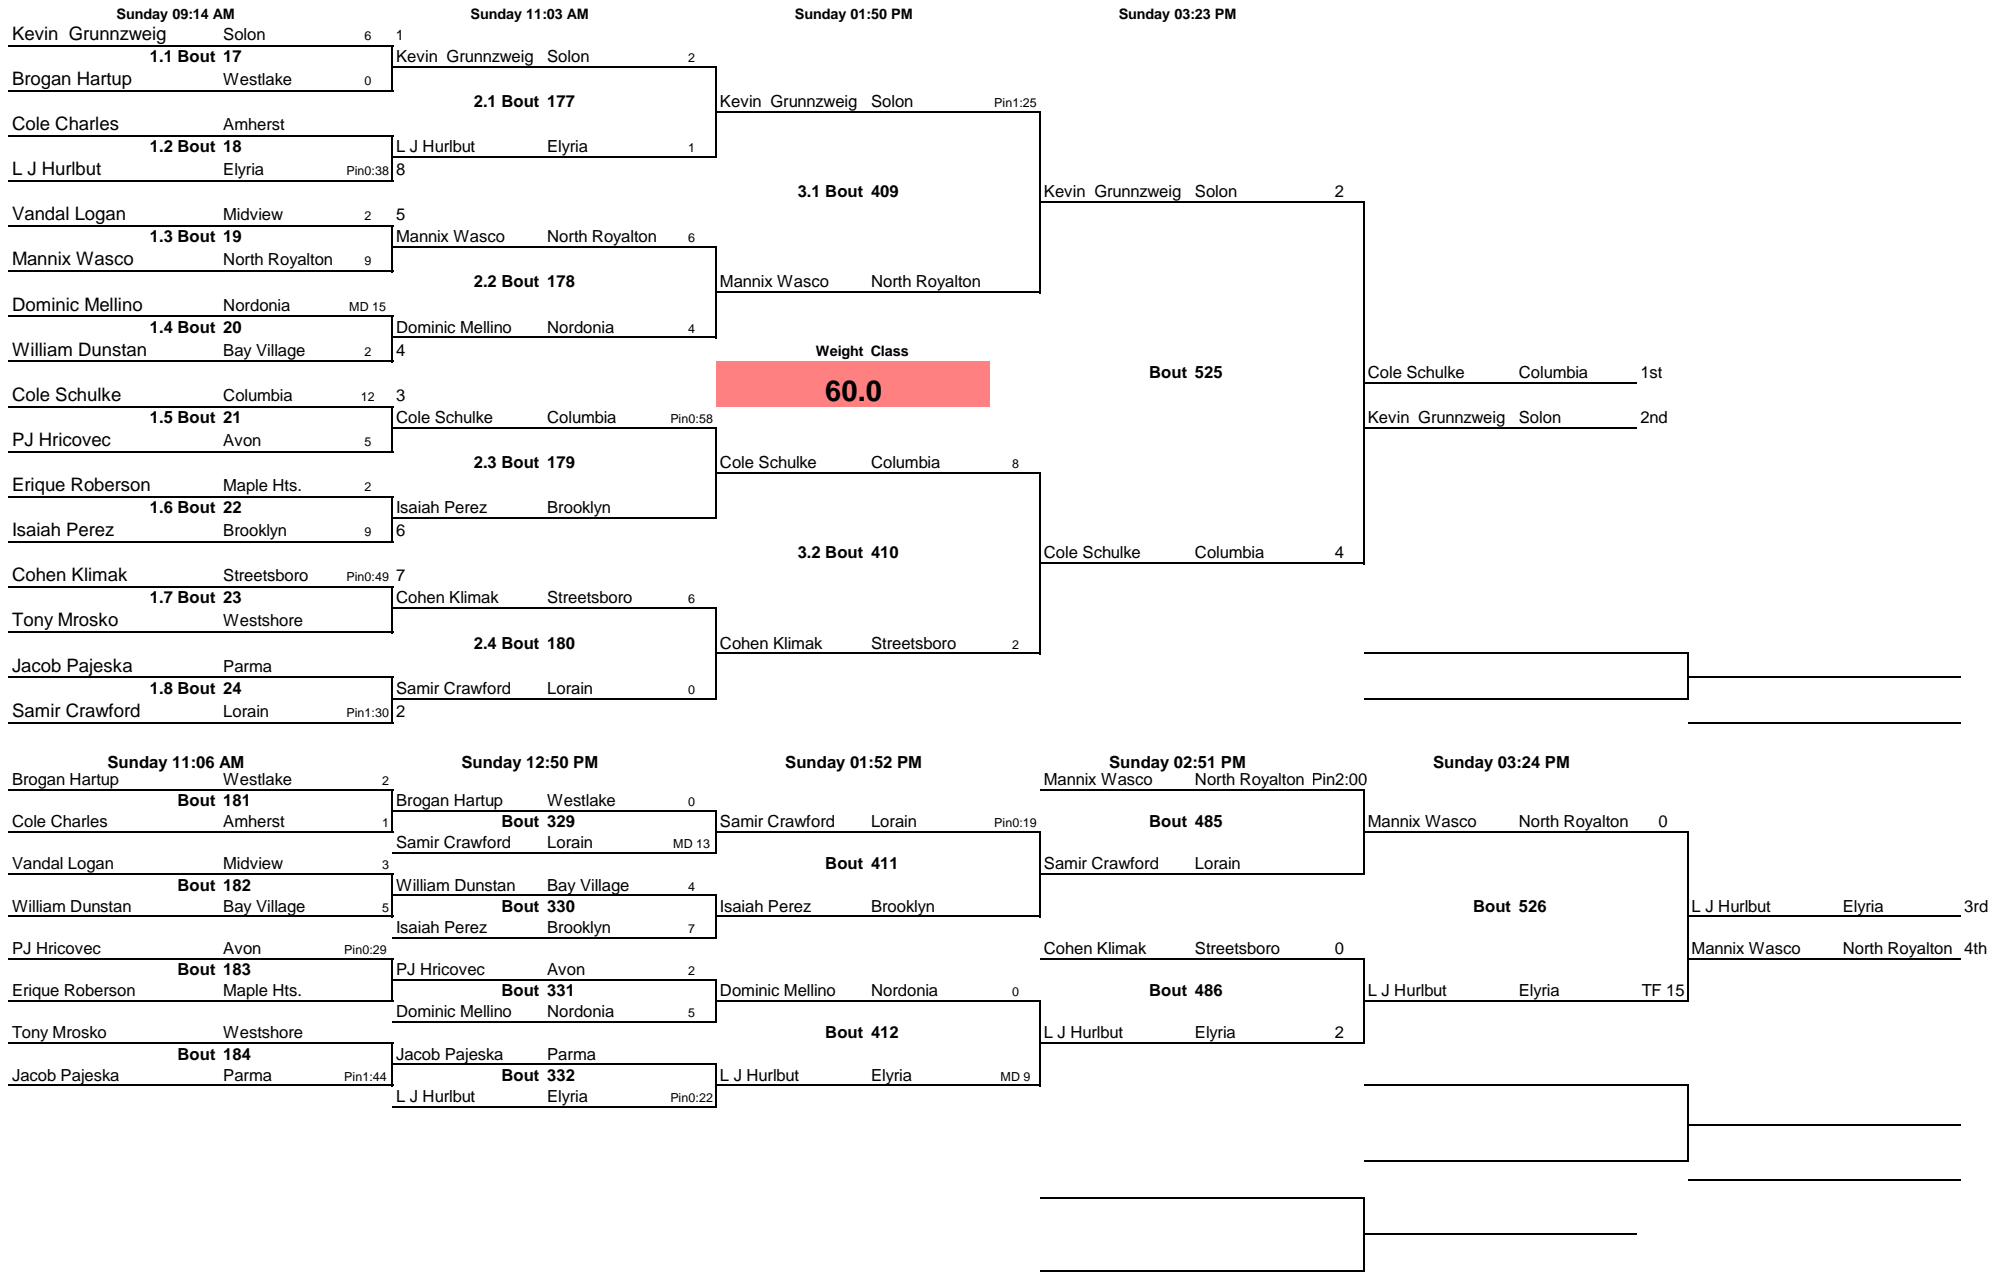 Sunday 09:14 AM Sunday 11:03 AM Sunday 01:50 PM Sunday 03:23 PM
Kevin Grunnzweig Solon 6 1
1.1 Bout 17 Kevin Grunnzweig Solon 2
Brogan Hartup Westlake 0
2.1 Bout 177 Kevin Grunnzweig Solon Pin1:25
Cole Charles Amherst
1.2 Bout 18 L J Hurlbut Elyria 1
L J Hurlbut Elyria Pin0:38 8
3.1 Bout 409 Kevin Grunnzweig Solon 2
Vandal Logan Midview 2 5
1.3 Bout 19 Mannix Wasco North Royalton 6
Mannix Wasco North Royalton 9
2.2 Bout 178 Mannix Wasco North Royalton
Dominic Mellino Nordonia MD 15
1.4 Bout 20 Dominic Mellino Nordonia 4
William Dunstan Bay Village 2 4 Weight Class
Bout 525 Cole Schulke Columbia 1st
Cole Schulke Columbia 12 3 60.0
1.5 Bout 21 Cole Schulke Columbia Pin0:58 Kevin Grunnzweig Solon 2nd
PJ Hricovec Avon 5
2.3 Bout 179 Cole Schulke Columbia 8
Erique Roberson Maple Hts. 2
1.6 Bout 22 Isaiah Perez Brooklyn
Isaiah Perez Brooklyn 9 6
3.2 Bout 410 Cole Schulke Columbia 4
Cohen Klimak Streetsboro Pin0:49 7
1.7 Bout 23 Cohen Klimak Streetsboro 6
Tony Mrosko Westshore
2.4 Bout 180 Cohen Klimak Streetsboro 2
Jacob Pajeska Parma
1.8 Bout 24 Samir Crawford Lorain 0
Samir Crawford Lorain Pin1:30 2
Sunday 11:06 AM Sunday 12:50 PM Sunday 01:52 PM Sunday 02:51 PM Sunday 03:24 PM
Brogan Hartup Westlake 2 Mannix Wasco North Royalton Pin2:00
Bout 181 Brogan Hartup Westlake 0
Cole Charles Amherst 1 Bout 329 Samir Crawford Lorain Pin0:19 Bout 485 Mannix Wasco North Royalton 0
Samir Crawford Lorain MD 13
Vandal Logan Midview 3 Bout 411 Samir Crawford Lorain
Bout 182 William Dunstan Bay Village 4
William Dunstan Bay Village 5 Bout 330 Isaiah Perez Brooklyn Bout 526 L J Hurlbut Elyria 3rd
Isaiah Perez Brooklyn 7
PJ Hricovec Avon Pin0:29 Cohen Klimak Streetsboro 0 Mannix Wasco North Royalton 4th
Bout 183 PJ Hricovec Avon 2
Erique Roberson Maple Hts. Bout 331 Dominic Mellino Nordonia 0 Bout 486 L J Hurlbut Elyria TF 15
Dominic Mellino Nordonia 5
Tony Mrosko Westshore Bout 412 L J Hurlbut Elyria 2
Bout 184 Jacob Pajeska Parma
Jacob Pajeska Parma Pin1:44 Bout 332 L J Hurlbut Elyria MD 9
L J Hurlbut Elyria Pin0:22